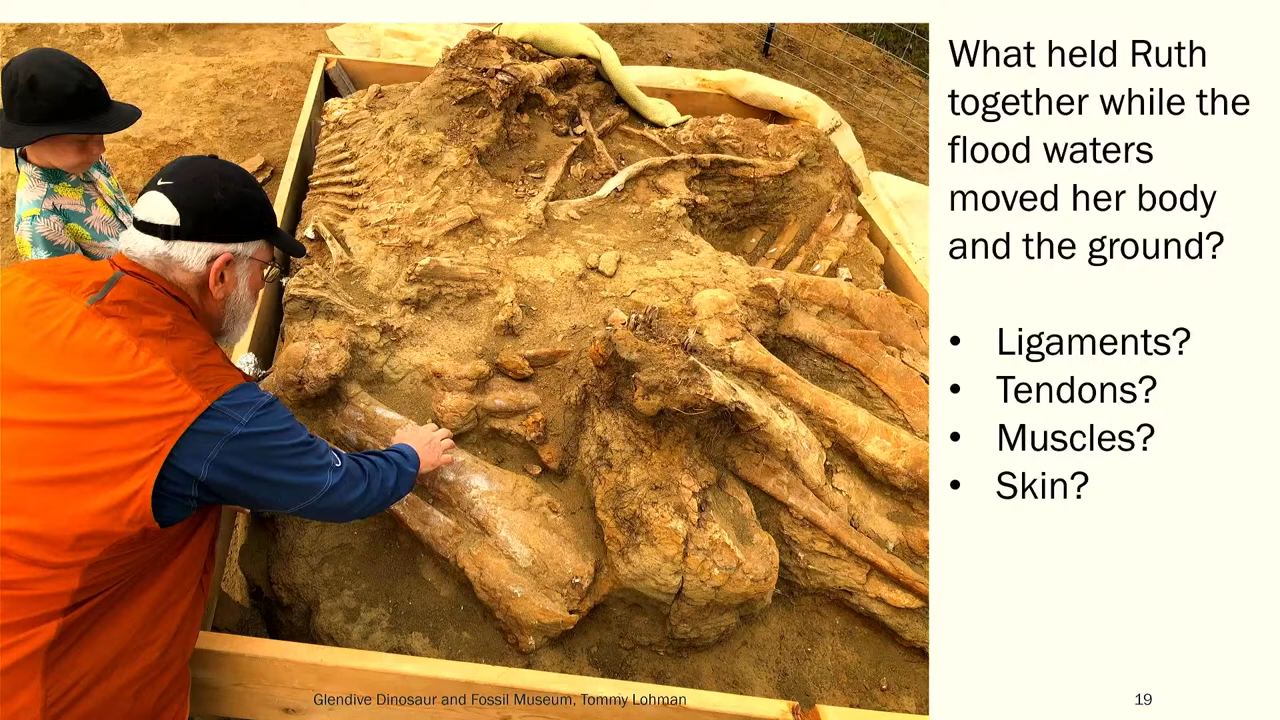 What held Ruth
together while the
flood waters
moved her body
and the ground?
• Ligaments?
• Tendons?
• Muscles?
• Skin?
Glendive Dinosaur and Fossil Museum, Tommy Lohman
19